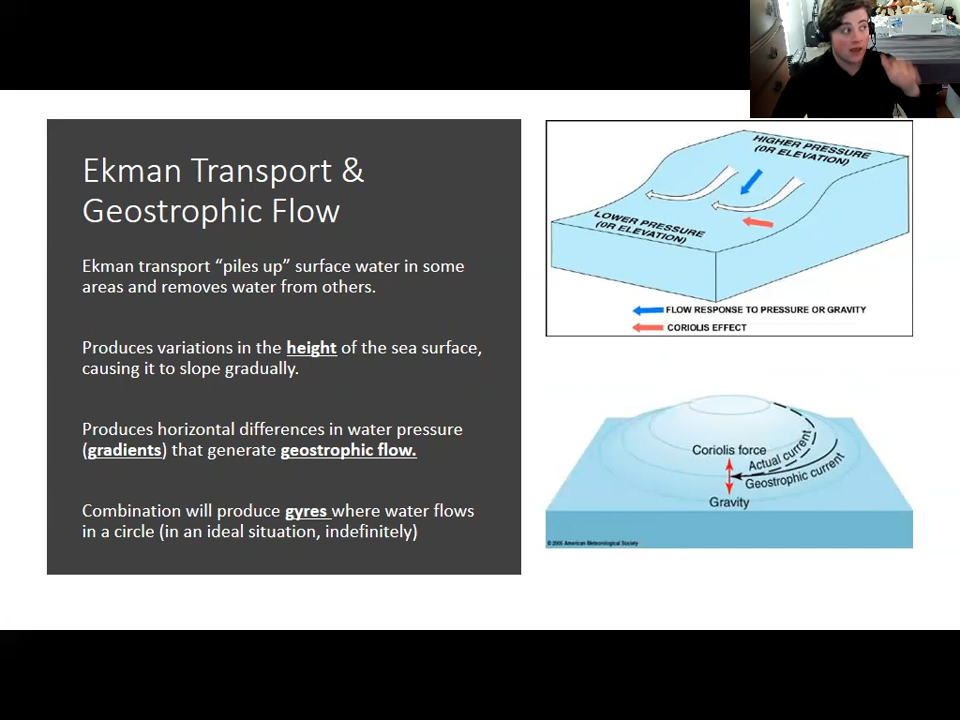 Ekman Transport &
Geostrophic Flow
Ekman transport “piles up” surface water in some
areas and removes water from others.
Produces variations in the height of the sea surface,
causing it to slope gradually.
Produces horizontal differences in water pressure
(gradients) that generate geostrophic flow.
Combination will produce gyres where water flows
in a circle (in an ideal situation, indefinitely)
HIGHER PRESSURE
(OR ELEVATION)
LOWER PRESSURE
(OR ELEVATION)
FLOW RESPONSE TO PRESSURE OR GRAVITY
CORIOLIS EFFECT
Coriolis force
Actual current
Geostrophic current
Gravity
© 2005 American Meteorological Society